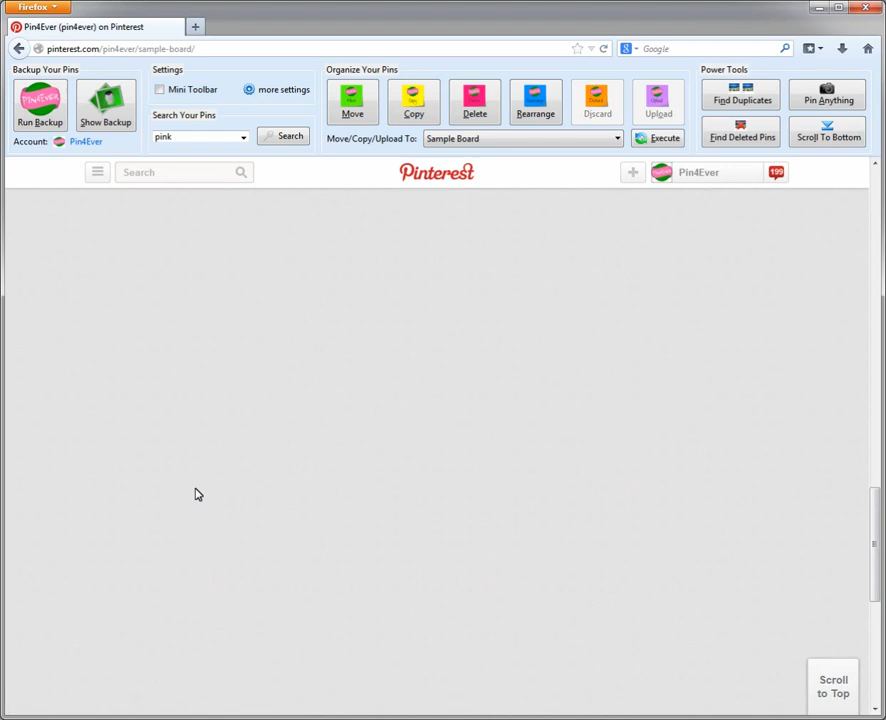 Firefox
Pin4Ever (pin4ever) on Pinterest
pinterest.com/pin4ever/sample-board/
Google
Backup Your Pins
Settings
Organize Your Pins
Power Tools
Mini Toolbar
more settings
Run Backup
Show Backup
Search Your Pins
Move
Copy
Delete
Rearrange
Discard
Upload
Find Duplicates
Pin Anything
pink
Search
Move/Copy/Upload To:
Sample Board
Execute
Find Deleted Pins
Scroll To Bottom
Account:
Pin4Ever
Search
Pinterest
Pin4Ever
199
Scroll
to Top